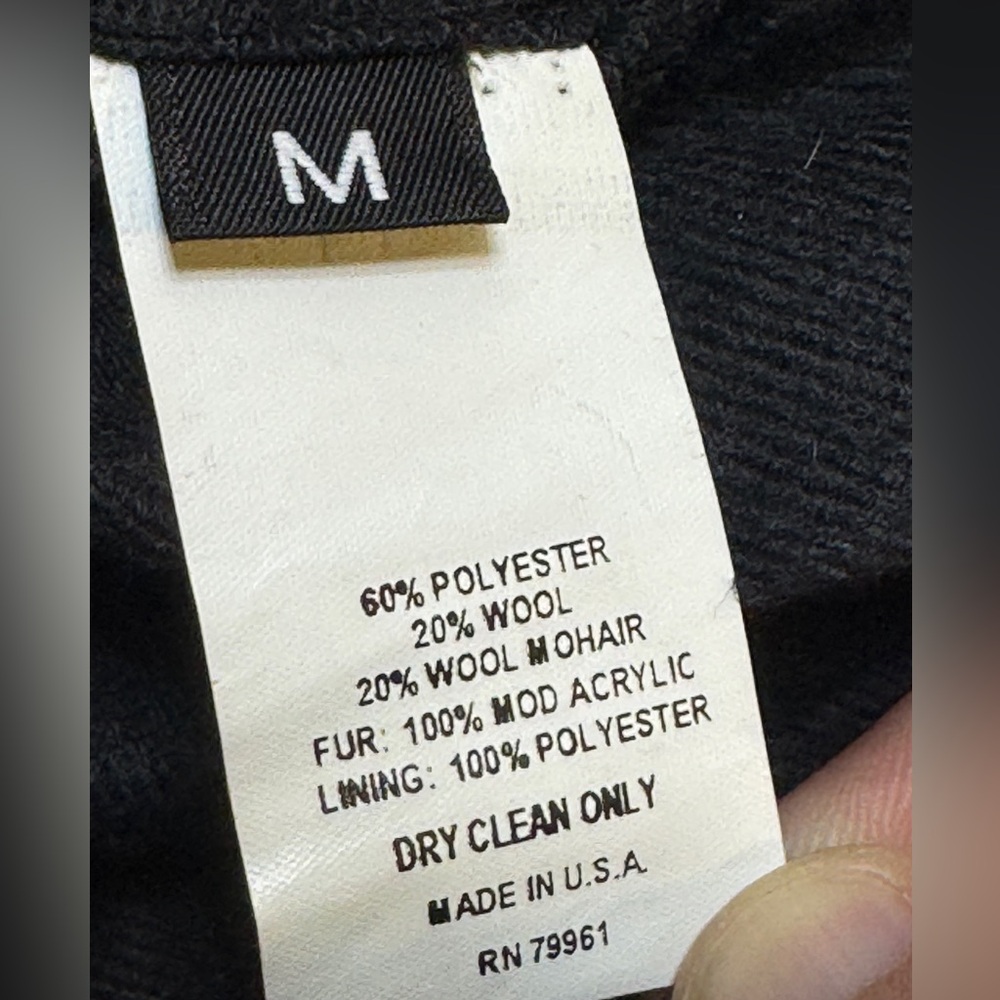 M
60% POLYESTER
20% WOOL
20% WOOL MOHAIR
FUR: 100% MOD ACRYLIC
LINING: 100% POLYESTER
DRY CLEAN ONLY
MADE IN U.S.A.
RN 79961